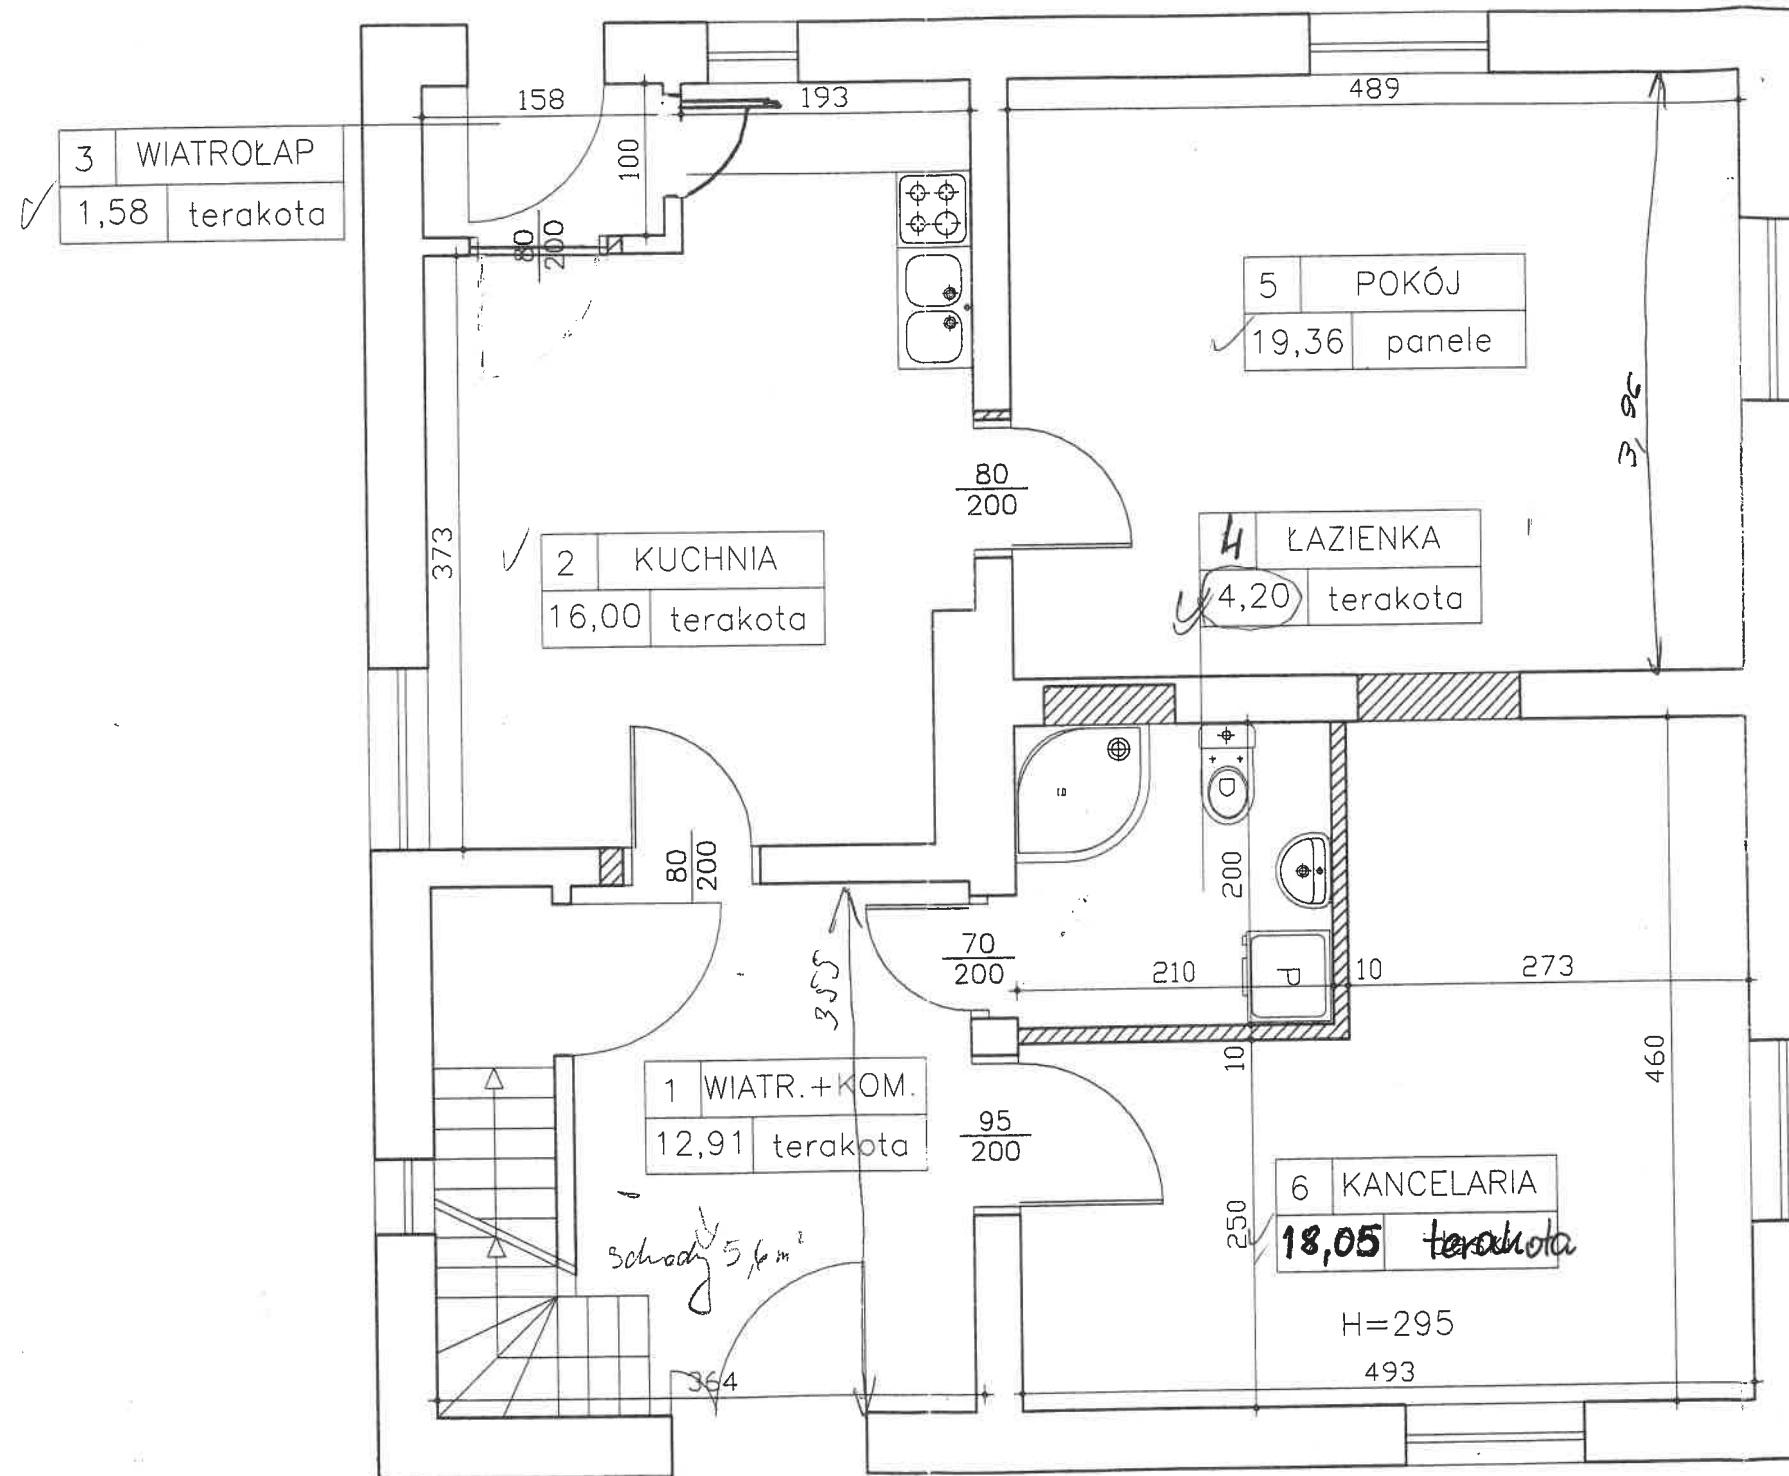 158
193
489
3 WIATROŁAP
1,58 terakota
100
80
200
5 POKÓJ
19,36 panele
3,96
373
80
200
2 KUCHNIA
16,00 terakota
4 ŁAZIENKA
4,20 terakota
80
200
355
70
200
200
210
P
10
273
460
10
1 WIATR.+KOM.
12,91 terakota
95
200
250
6 KANCELARIA
18,05 terakota
schody 5,6 m²
H=295
364
493